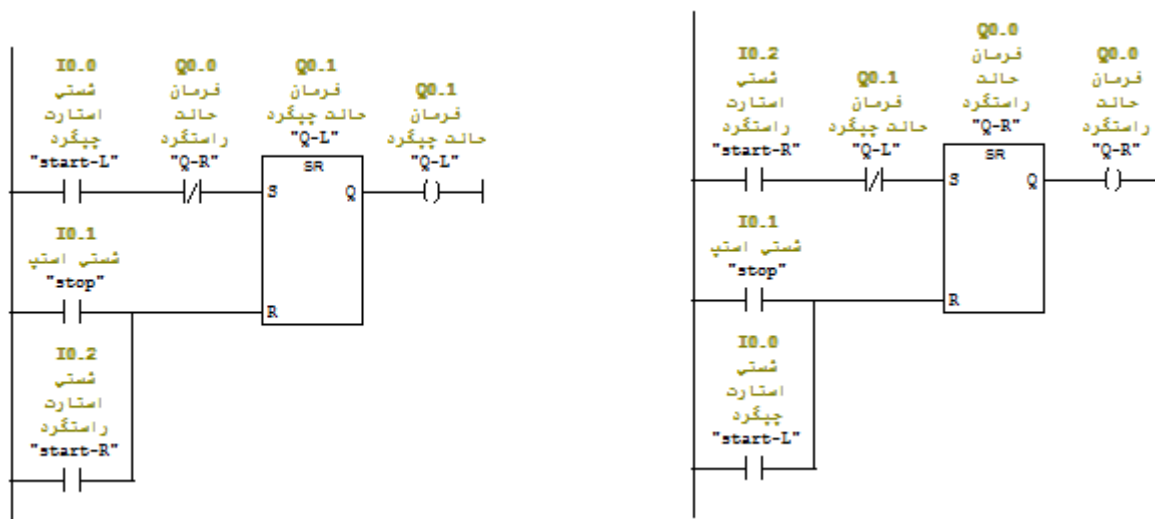 I0.0
شستي
استارت
چپگرد
"start-L"
Q0.0
فرمان
حالت
راستگرد
"Q-R"
Q0.1
فرمان
حالت چپگرد
"Q-L"
SR
S
Q
R
Q0.1
فرمان
حالت چپگرد
"Q-L"
I0.1
شستي استپ
"stop"
I0.2
شستي
استارت
راستگرد
"start-R"
I0.2
شستي
استارت
راستگرد
"start-R"
Q0.1
فرمان
حالت چپگرد
"Q-L"
Q0.0
فرمان
حالت
راستگرد
"Q-R"
SR
S
Q
R
Q0.0
فرمان
حالت
راستگرد
"Q-R"
I0.1
شستي استپ
"stop"
I0.0
شستي
استارت
چپگرد
"start-L"